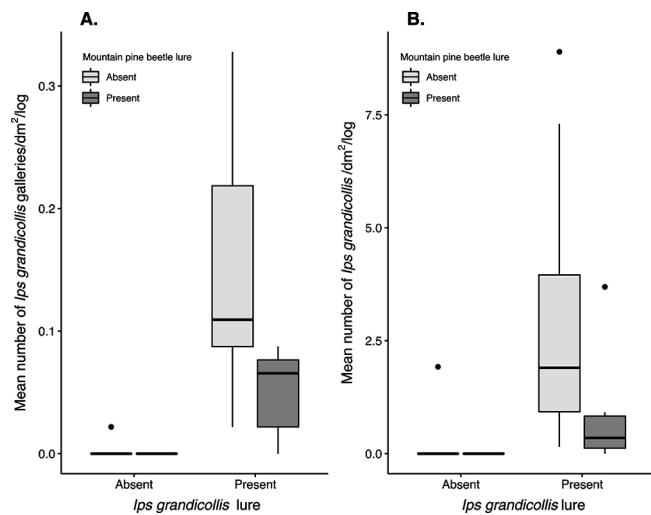 A.
Mountain pine beetle lure
Absent
Present
Mean number of Ips grandicollis galleries/dm²/log
0.3
0.2
0.1
0.0
Absent
Present
Ips grandicollis lure
B.
Mountain pine beetle lure
Absent
Present
Mean number of Ips grandicollis /dm²/log
7.5
5.0
2.5
0.0
Absent
Present
Ips grandicollis lure